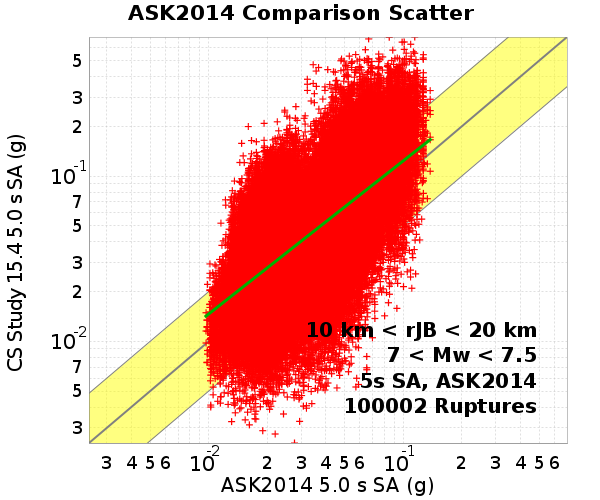 ASK2014 Comparison Scatter
CS Study 15.4 5.0 s SA (g)
5
3
2
10-1
7
5
3
2
10-2
7
5
3
10 km < rJB < 20 km
7 < Mw < 7.5
5s SA, ASK2014
100002 Ruptures
3 4 5 6 10-2 2 3 4 5 6 10-1 2 3 4 5 6
ASK2014 5.0 s SA (g)